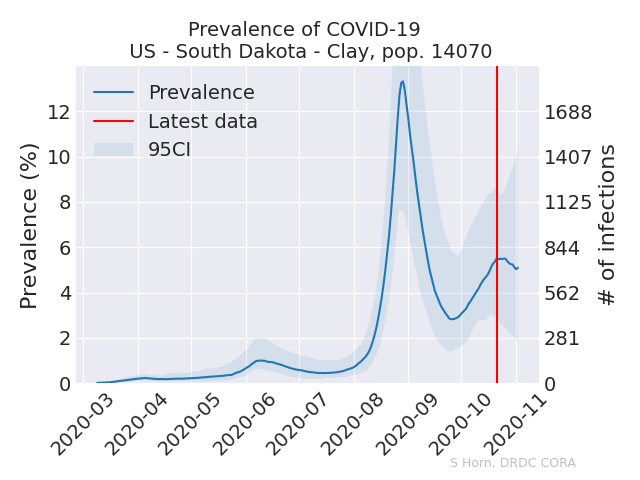 Prevalence of COVID-19
US - South Dakota - Clay, pop. 14070
Prevalence
Latest data
95CI
Prevalence (%)
12
10
8
6
4
2
0
1688
1407
1125
844
562
281
0
# of infections
2020-03
2020-04
2020-05
2020-06
2020-07
2020-08
2020-09
2020-10
2020-11
S Horn, DRDC CORA